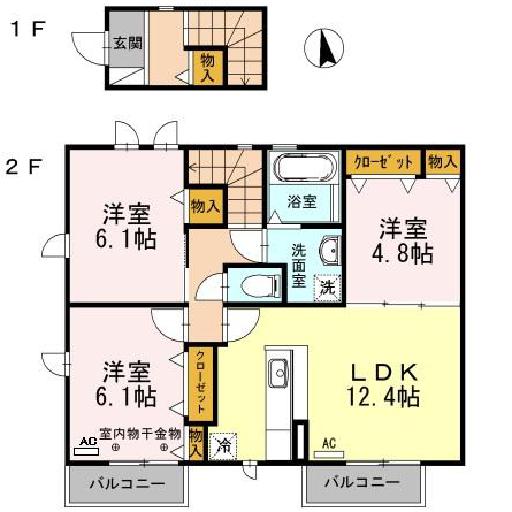 1F
玄関
物入
2F
クローゼット
物入
洋室
6.1帖
物入
浴室
洋室
4.8帖
洗面室
洗
洋室
6.1帖
クローゼット
LDK
12.4帖
室内物干金物
AC
物入
冷
AC
バルコニー
バルコニー